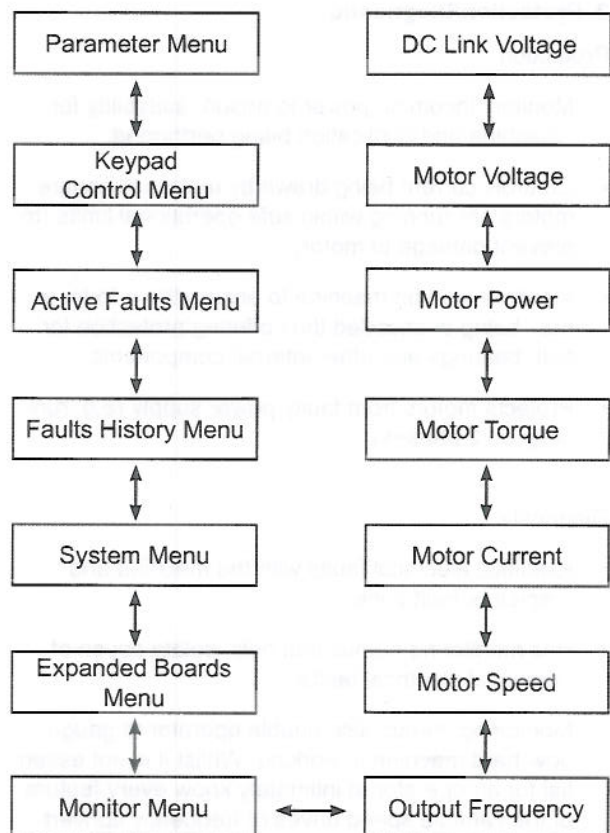 Parameter Menu
Keypad
Control Menu
Active Faults Menu
Faults History Menu
System Menu
Expanded Boards
Menu
Monitor Menu
DC Link Voltage
Motor Voltage
Motor Power
Motor Torque
Motor Current
Motor Speed
Output Frequency